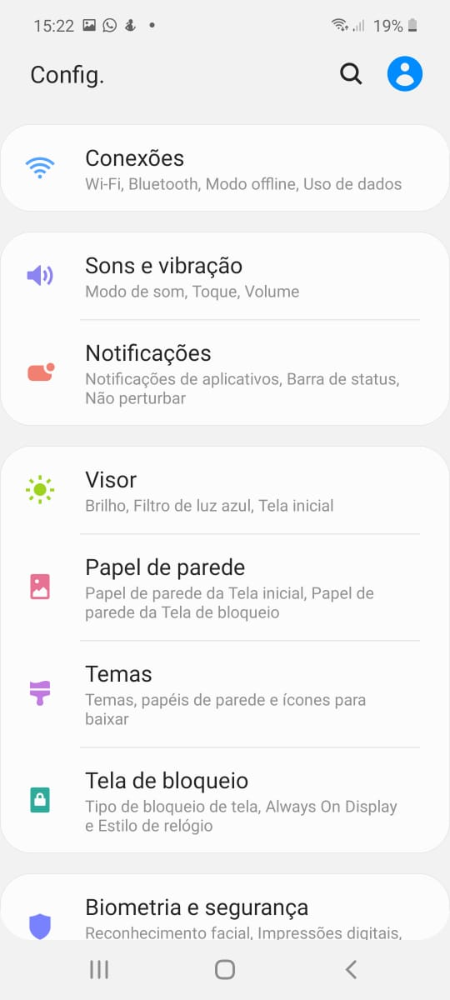 15:22
19%
Config.
Conexões
Wi-Fi, Bluetooth, Modo offline, Uso de dados
Sons e vibração
Modo de som, Toque, Volume
Notificações
Notificações de aplicativos, Barra de status,
Não perturbar
Visor
Brilho, Filtro de luz azul, Tela inicial
Papel de parede
Papel de parede da Tela inicial, Papel de
parede da Tela de bloqueio
Temas
Temas, papéis de parede e ícones para
baixar
Tela de bloqueio
Tipo de bloqueio de tela, Always On Display
e Estilo de relógio
Biometria e segurança
Reconhecimento facial, Impressões digitais,